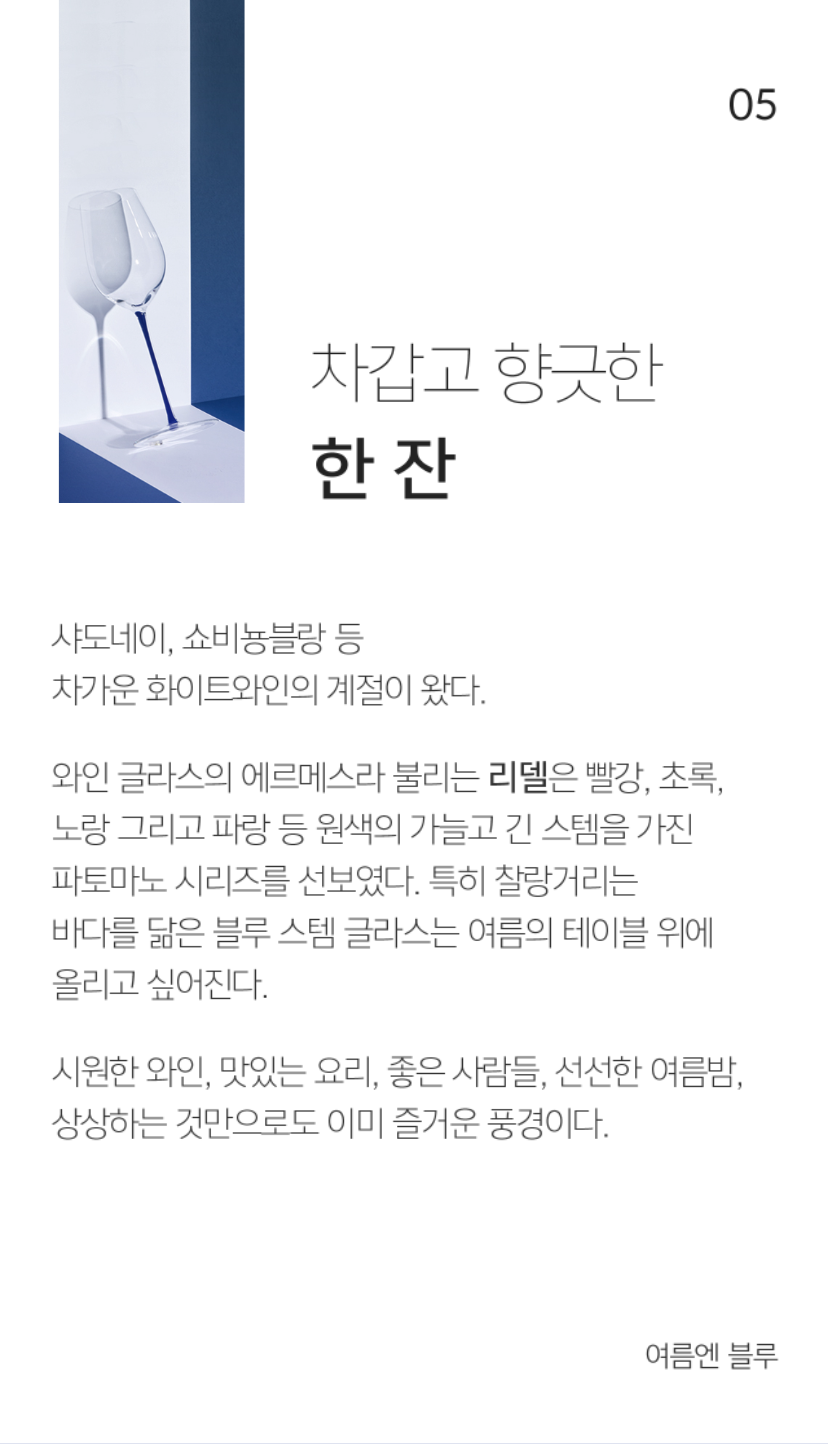 05
차갑고 향긋한
한 잔
샤도네이, 쇼비뇽블랑 등
차가운 화이트와인의 계절이 왔다.
와인 글라스의 에르메스라 불리는 리델은 빨강, 초록,
노랑 그리고 파랑 등 원색의 가늘고 긴 스템을 가진
파토마노 시리즈를 선보였다. 특히 찰랑거리는
바다를 닮은 블루 스템 글라스는 여름의 테이블 위에
올리고 싶어진다.
시원한 와인, 맛있는 요리, 좋은 사람들, 선선한 여름밤,
상상하는 것만으로도 이미 즐거운 풍경이다.
여름엔 블루